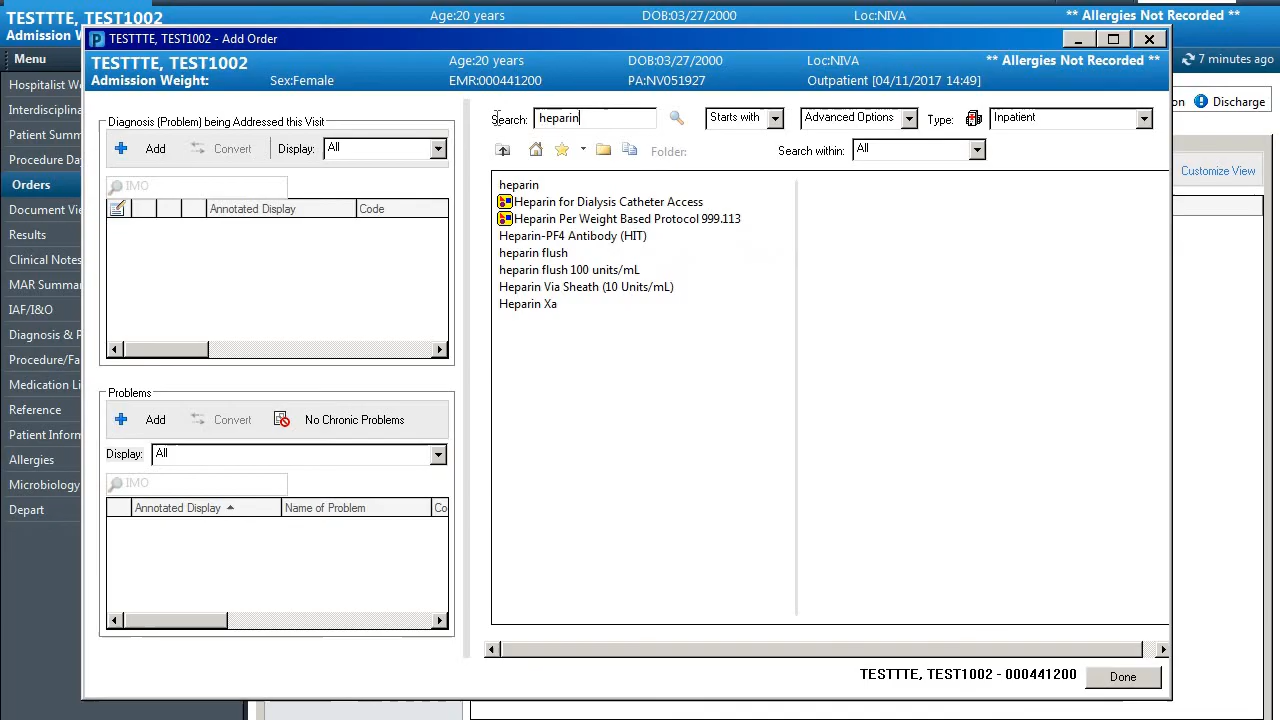 TESTTTE, TEST1002
Age:20 years
DOB:03/27/2000
Loc:NIVA
** Allergies Not Recorded **
Admission W
TESTTTE, TEST1002 - Add Order
Menu
7 minutes ago
TESTTTE, TEST1002
Age:20 years
DOB:03/27/2000
Loc:NIVA
** Allergies Not Recorded **
Admission Weight:
Sex:Female
EMR:000441200
PA:NV051927
Outpatient [04/11/2017 14:49]
Hospitalist W
Interdisciplina
Patient Summ
Procedure Da
Orders
Document Vie
Results
Clinical Notes
MAR Summar
IAF/I&O
Diagnosis & P
Procedure/Fa
Medication Li
Reference
Patient Inform
Allergies
Microbiology
Depart
on
Discharge
Customize View
Diagnosis (Problem) being Addressed this Visit
Add
Convert
Display:
All
IMO
Annotated Display
Code
Problems
Add
Convert
No Chronic Problems
Display:
All
IMO
Annotated Display
Name of Problem
Co
Search:
heparin
Starts with
Advanced Options
Type:
Inpatient
Folder:
Search within:
All
heparin
Heparin for Dialysis Catheter Access
Heparin Per Weight Based Protocol 999.113
Heparin-PF4 Antibody (HIT)
heparin flush
heparin flush 100 units/mL
Heparin Via Sheath (10 Units/mL)
Heparin Xa
TESTTTE, TEST1002 - 000441200
Done